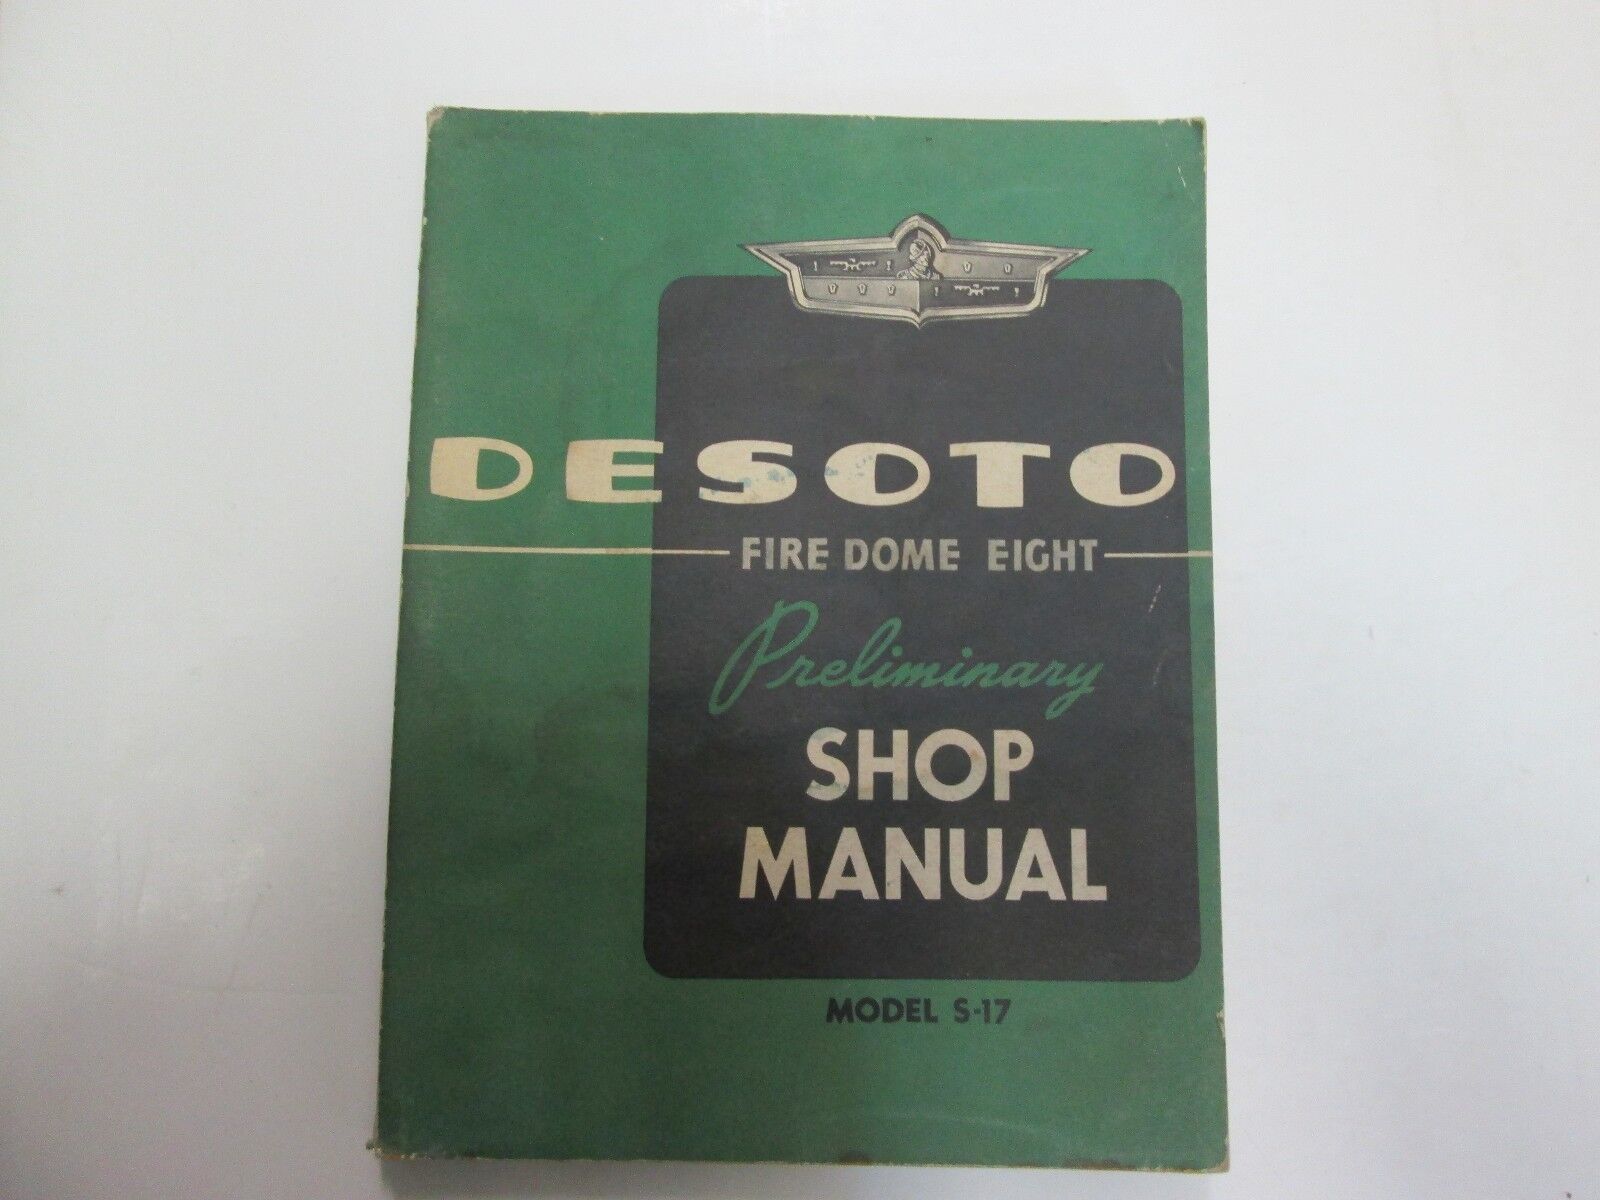 DESOTO
FIRE DOME EIGHT
Preliminary
SHOP
MANUAL
MODEL S-17